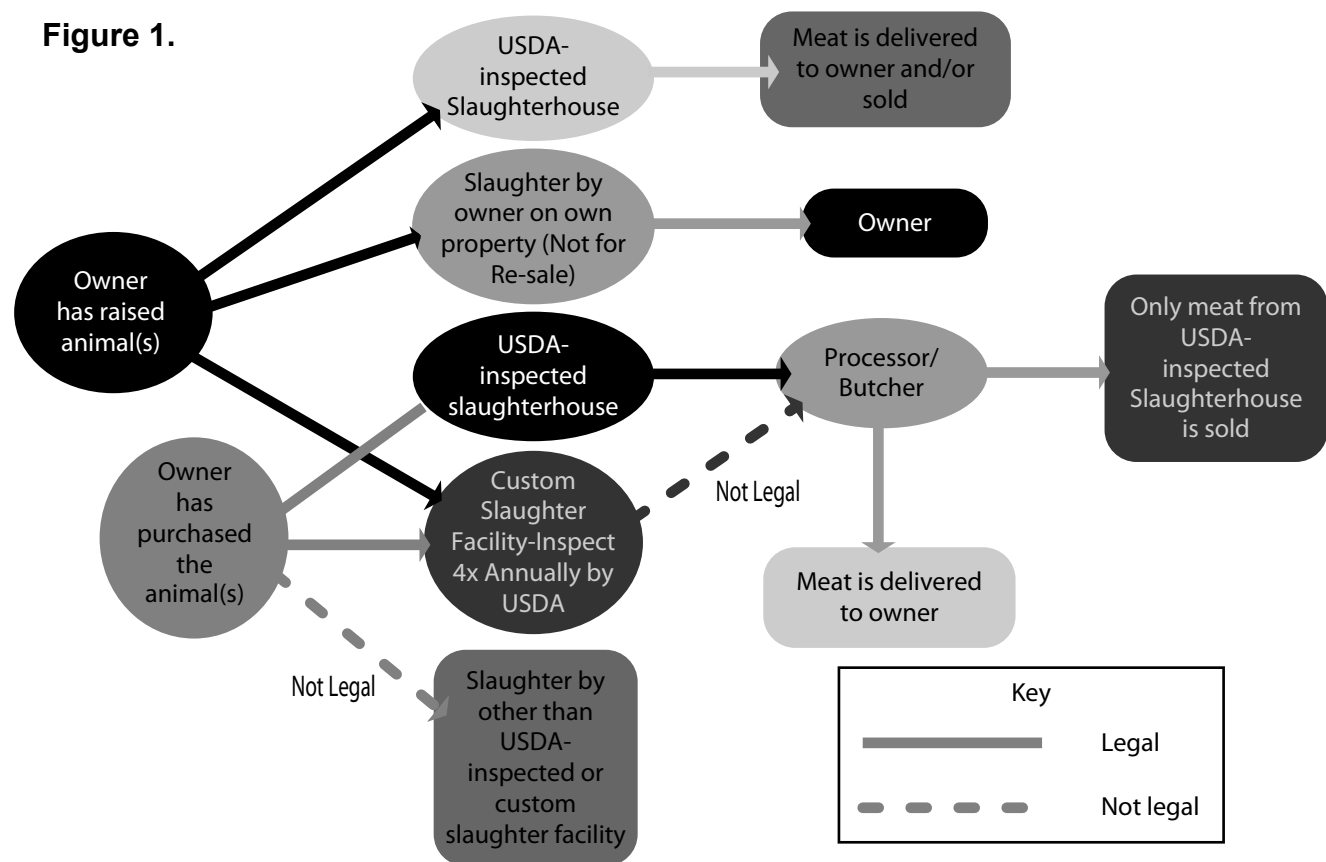 Figure 1.
USDA-
inspected
Slaughterhouse
Meat is delivered
to owner and/or
sold
Slaughter by
owner on own
property (Not for
Re-sale)
Owner
Owner
has raised
animal(s)
USDA-
inspected
slaughterhouse
Processor/
Butcher
Only meat from
USDA-
inspected
Slaughterhouse
is sold
Owner
has
purchased
the
animal(s)
Custom
Slaughter
Facility-Inspect
4x Annually by
USDA
Not Legal
Meat is delivered
to owner
Not Legal
Slaughter by
other than
USDA-
inspected or
custom
slaughter facility
Key
Legal
Not legal